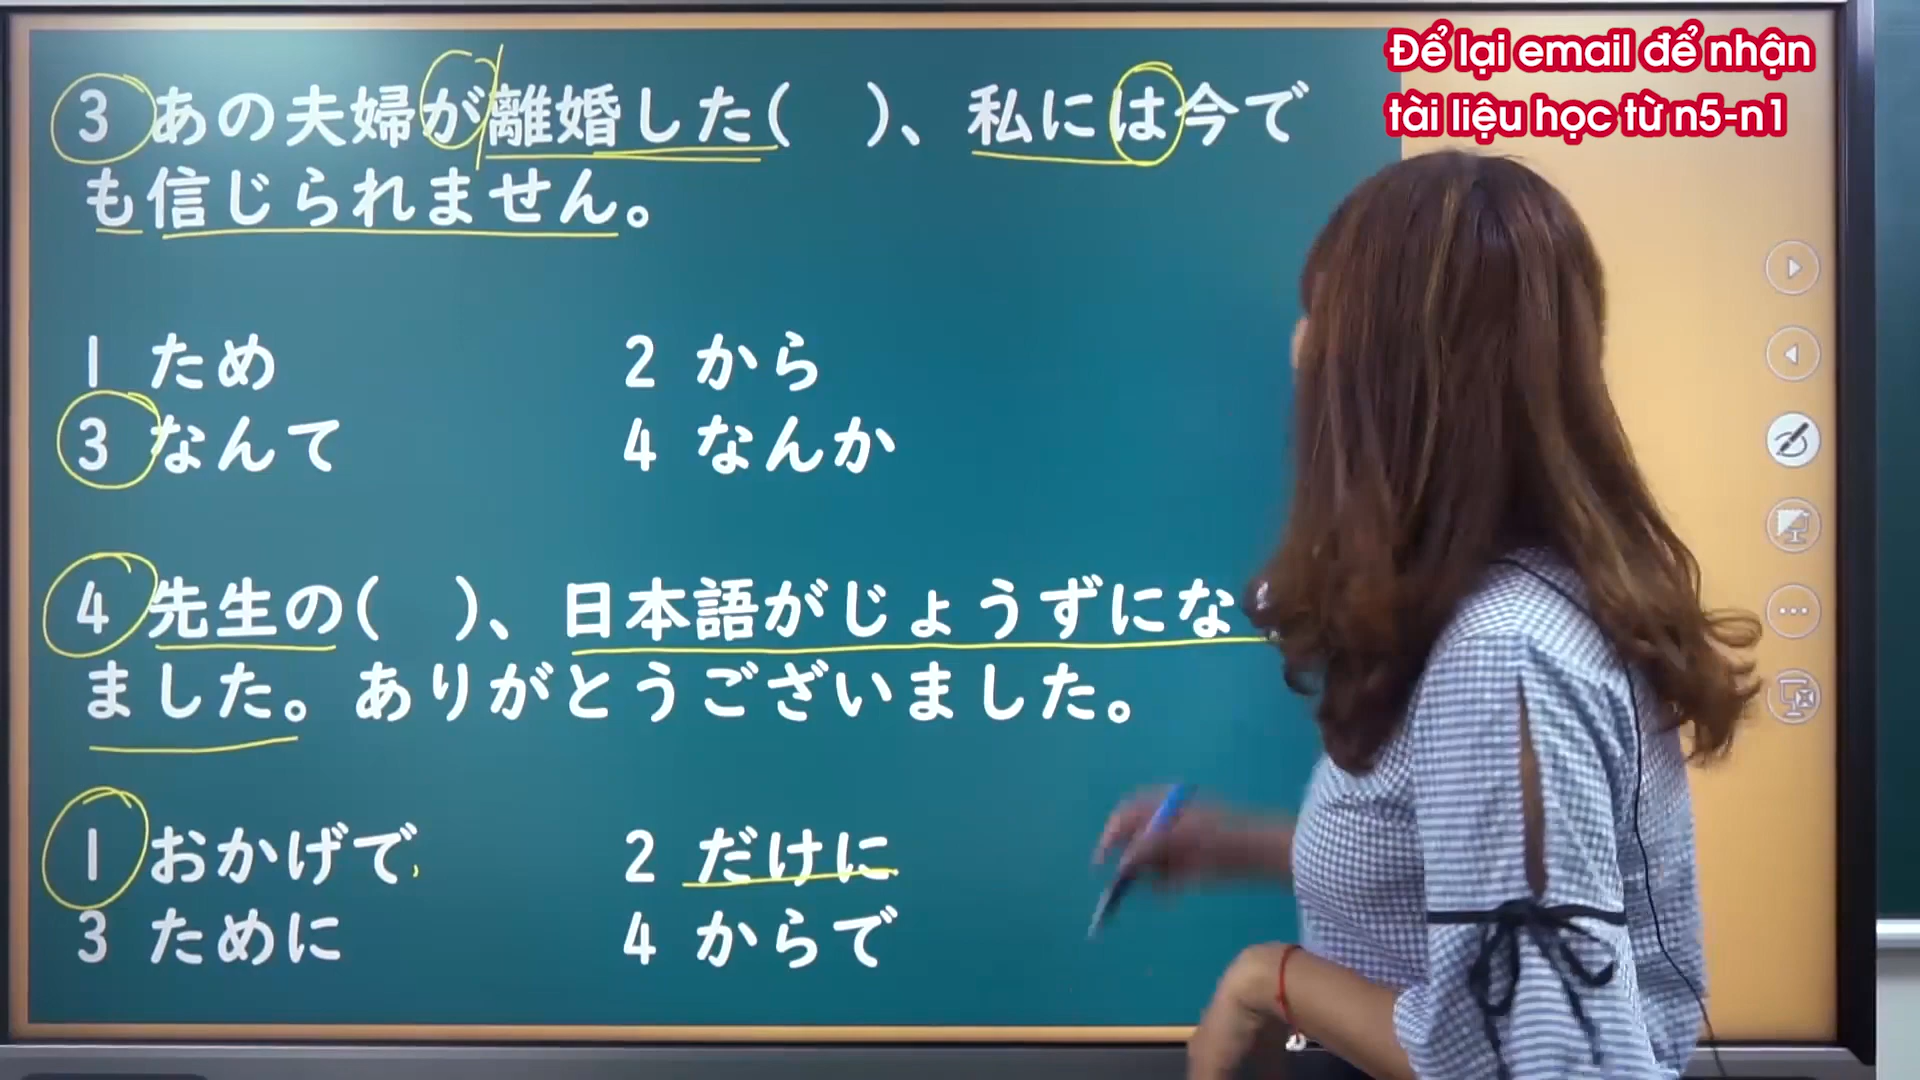 Để lại email để nhận
tài liệu học từ n5-n1
3 あの夫婦が離婚した(　)、私には今で
も信じられません。
1 ため
2 から
3 なんて
4 なんか
4 先生の(　)、日本語がじょうずにな
ました。ありがとうございました。
1 おかげで
2 だけに
3 ために
4 からで